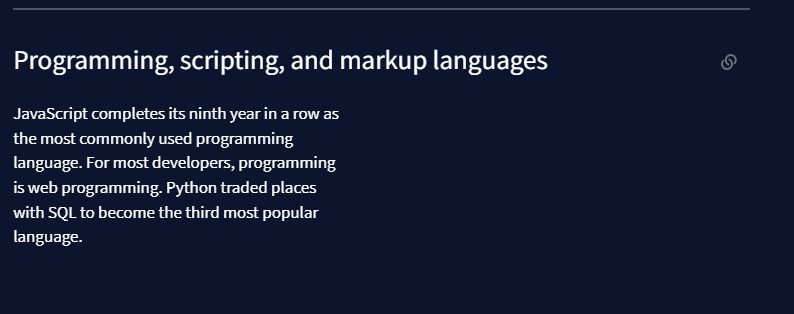 Programming, scripting, and markup languages
JavaScript completes its ninth year in a row as
the most commonly used programming
language. For most developers, programming
is web programming. Python traded places
with SQL to become the third most popular
language.